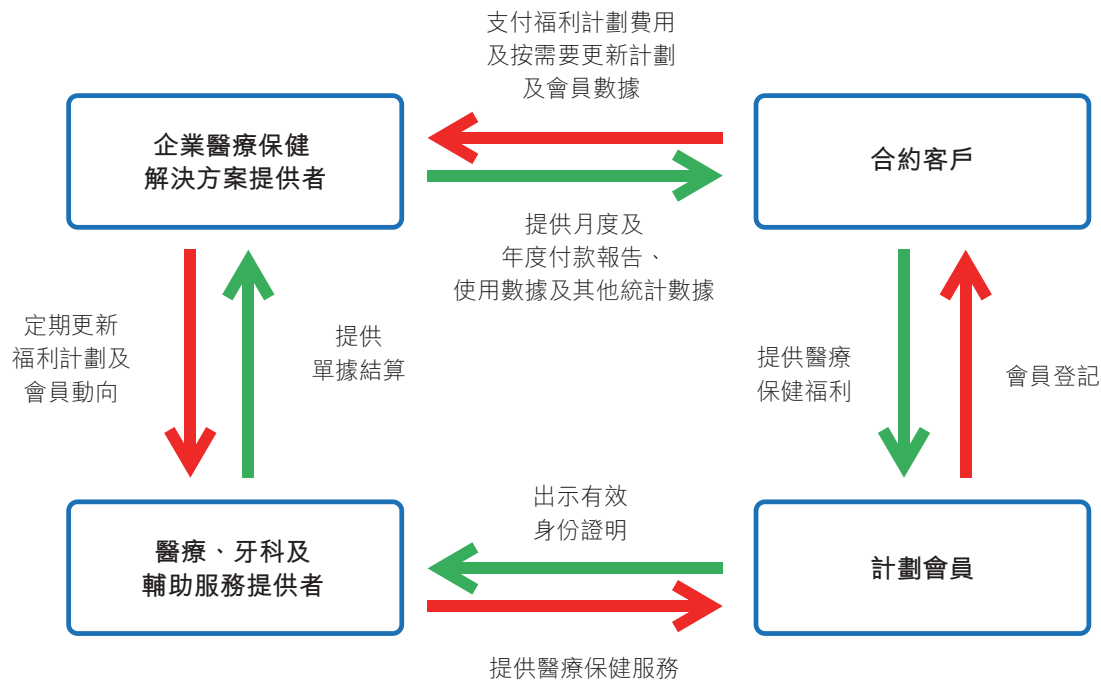 支付福利計劃費用
及按需要更新計劃
及會員數據
企業醫療保健
解決方案提供者
合約客戶
提供月度及
年度付款報告、
使用數據及其他統計數據
定期更新
福利計劃及
會員動向
提供
單據結算
提供醫療
保健福利
會員登記
出示有效
身份證明
醫療、牙科及
輔助服務提供者
計劃會員
提供醫療保健服務